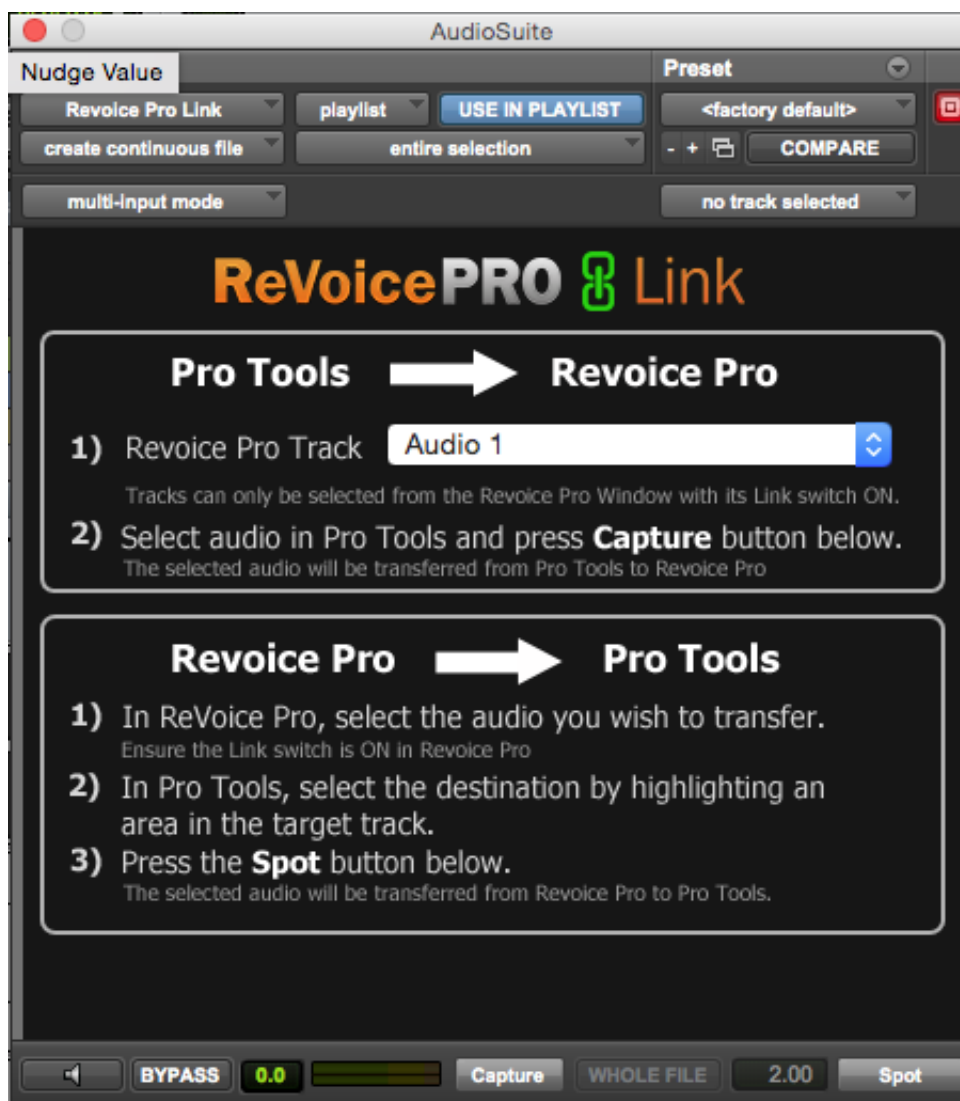 AudioSuite
Nudge Value
Preset
Revoice Pro Link playlist USE IN PLAYLIST <factory default>
create continuous file entire selection - + COMPARE
multi-input mode no track selected
ReVoicePRO Link
Pro Tools Revoice Pro
1) Revoice Pro Track Audio 1
Tracks can only be selected from the Revoice Pro Window with its Link switch ON.
2) Select audio in Pro Tools and press Capture button below.
The selected audio will be transferred from Pro Tools to Revoice Pro
Revoice Pro Pro Tools
1) In ReVoice Pro, select the audio you wish to transfer.
Ensure the Link switch is ON in Revoice Pro
2) In Pro Tools, select the destination by highlighting an
area in the target track.
3) Press the Spot button below.
The selected audio will be transferred from Revoice Pro to Pro Tools.
BYPASS 0.0 Capture WHOLE FILE 2.00 Spot